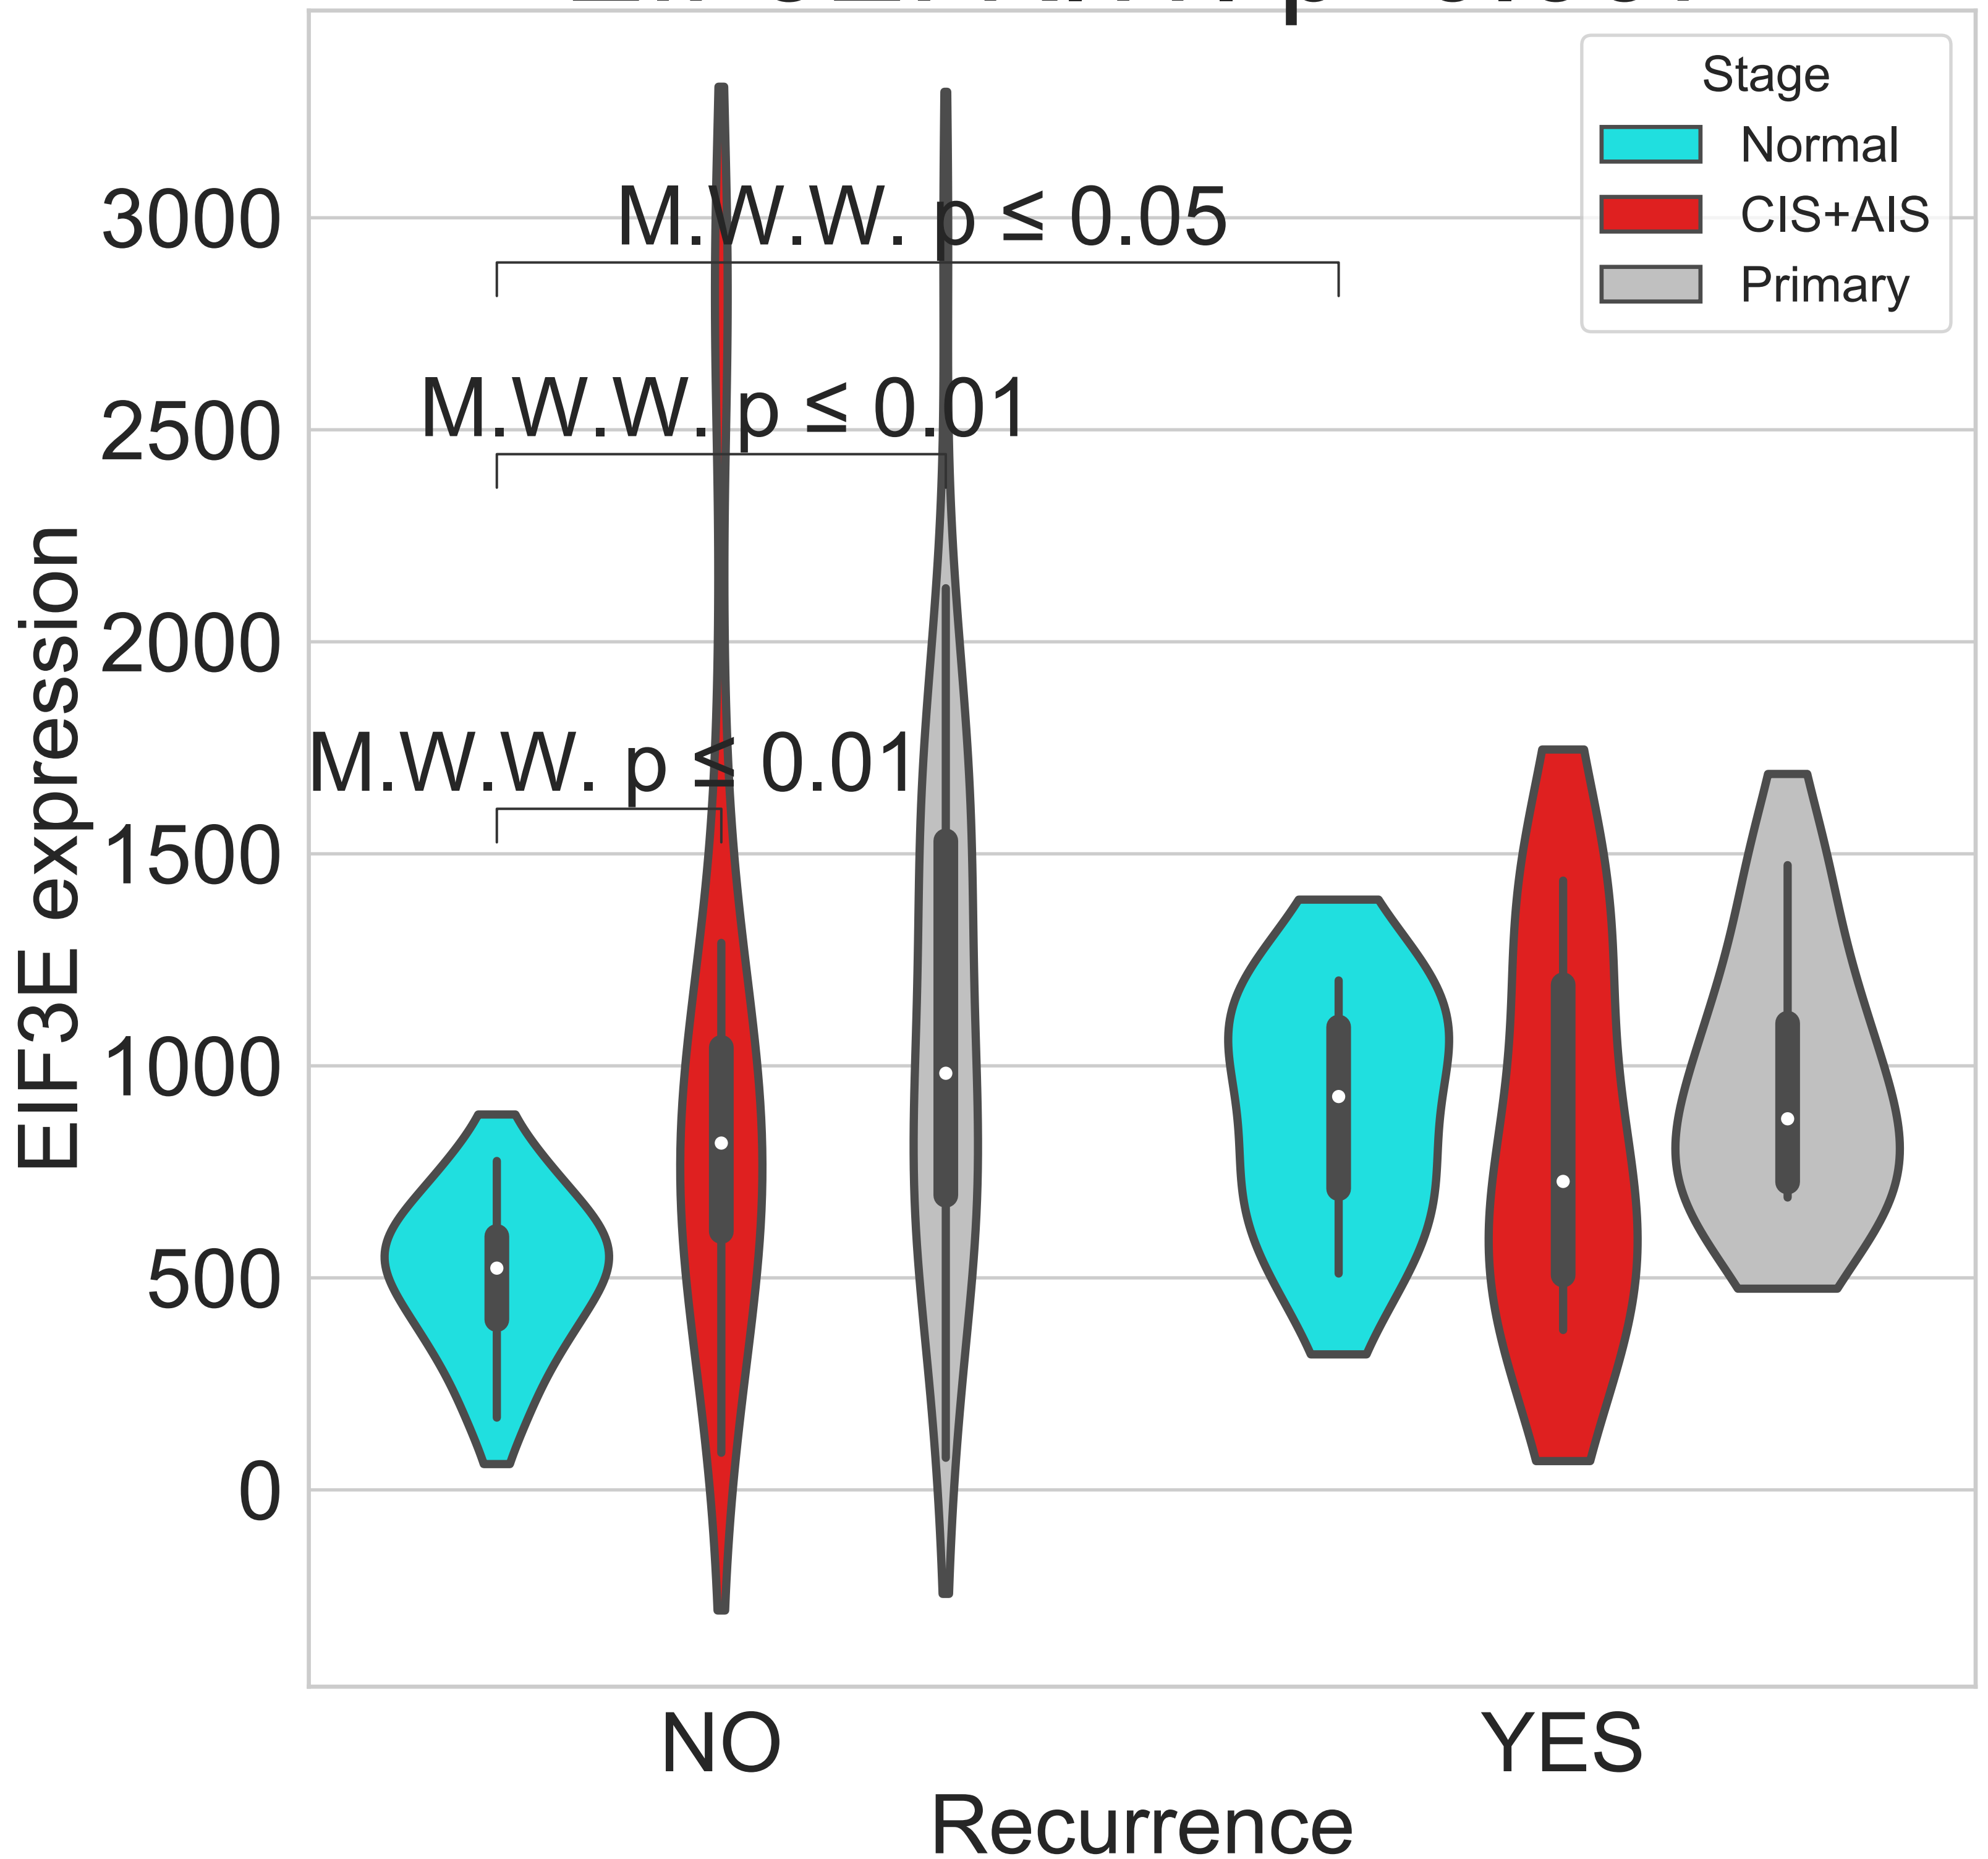 Stage
Normal
CIS+AIS
Primary
M.W.W. p ≤ 0.05
M.W.W. p ≤ 0.01
M.W.W. p ≤ 0.01
3000
2500
2000
1500
1000
500
0
EIF3E expression
NO
YES
Recurrence